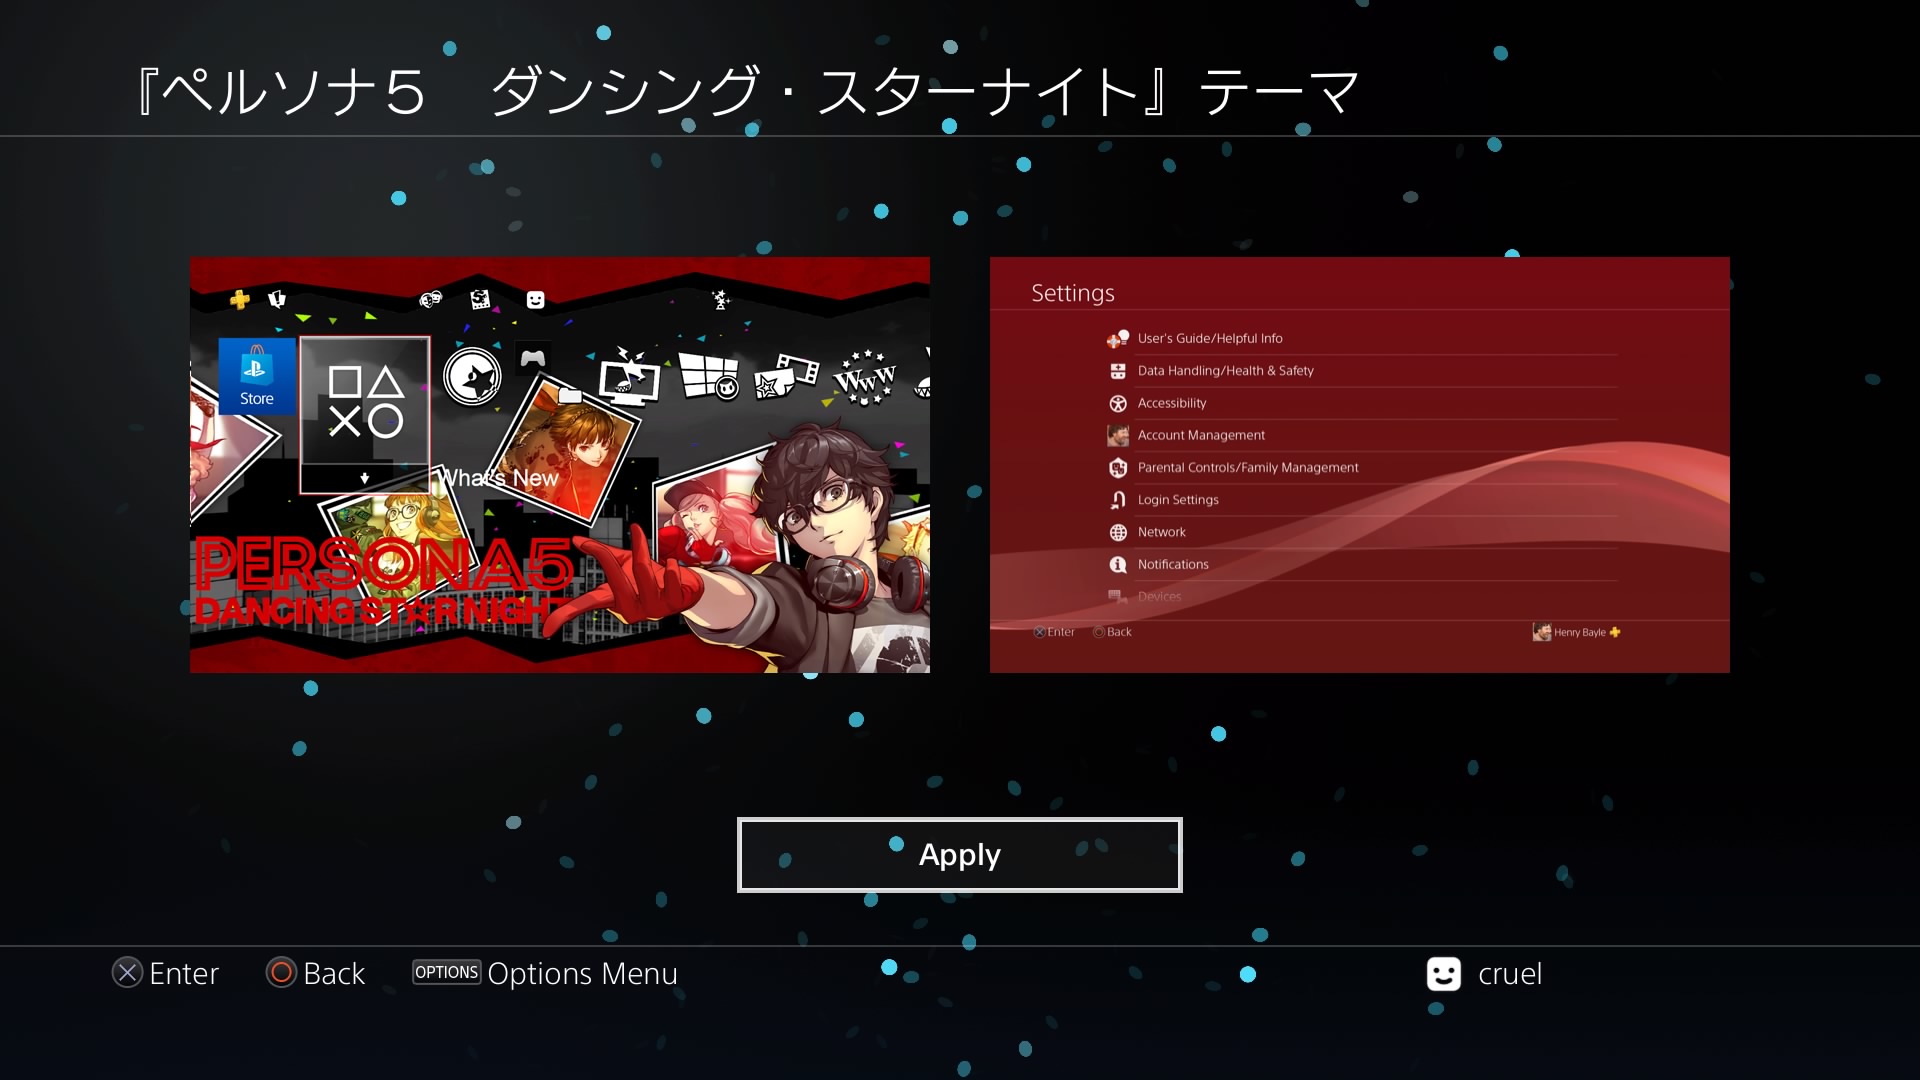 『ペルソナ５　ダンシング・スターナイト』テーマ
Store
What's New
PERSONA5
DANCING ST★RNIGHT
WWW
Settings
User's Guide/Helpful Info
Data Handling/Health & Safety
Accessibility
Account Management
Parental Controls/Family Management
Login Settings
Network
Notifications
Devices
Enter Back
Henry Bayle
Apply
Enter Back OPTIONS Options Menu
cruel